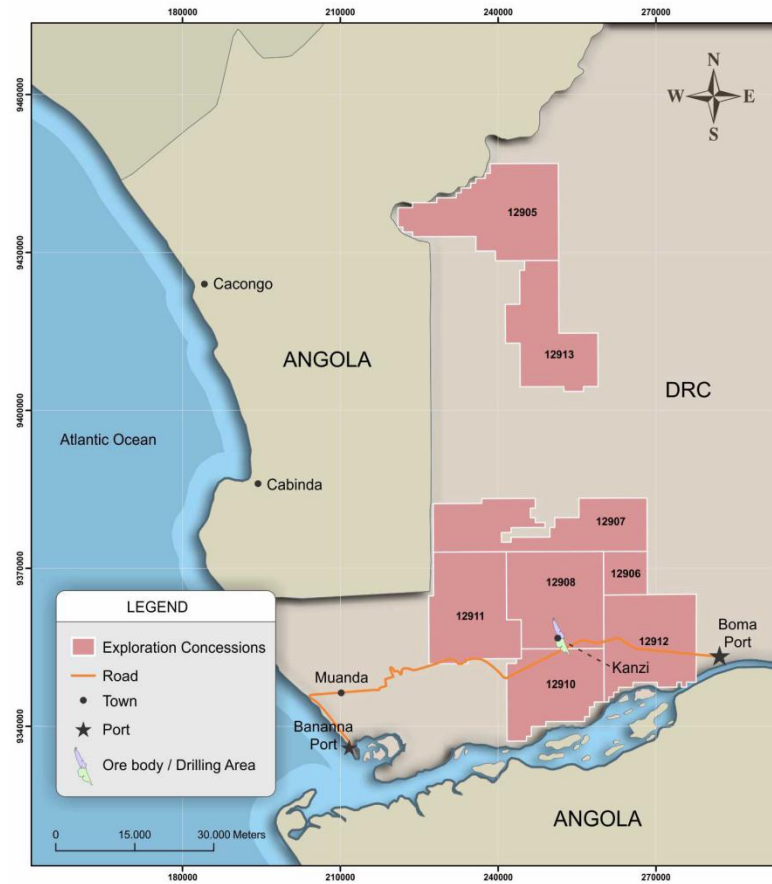 180000
210000
240000
270000
9460000
9430000
9400000
9370000
9340000
N
W
E
S
12905
12913
Cacongo
ANGOLA
DRC
Atlantic Ocean
Cabinda
12907
12906
12908
12911
12912
12910
Boma
Port
Kanzi
Muanda
Bananna
Port
ANGOLA
LEGEND
Exploration Concessions
Road
Town
Port
Ore body / Drilling Area
0
15.000
30.000 Meters
180000
210000
240000
270000